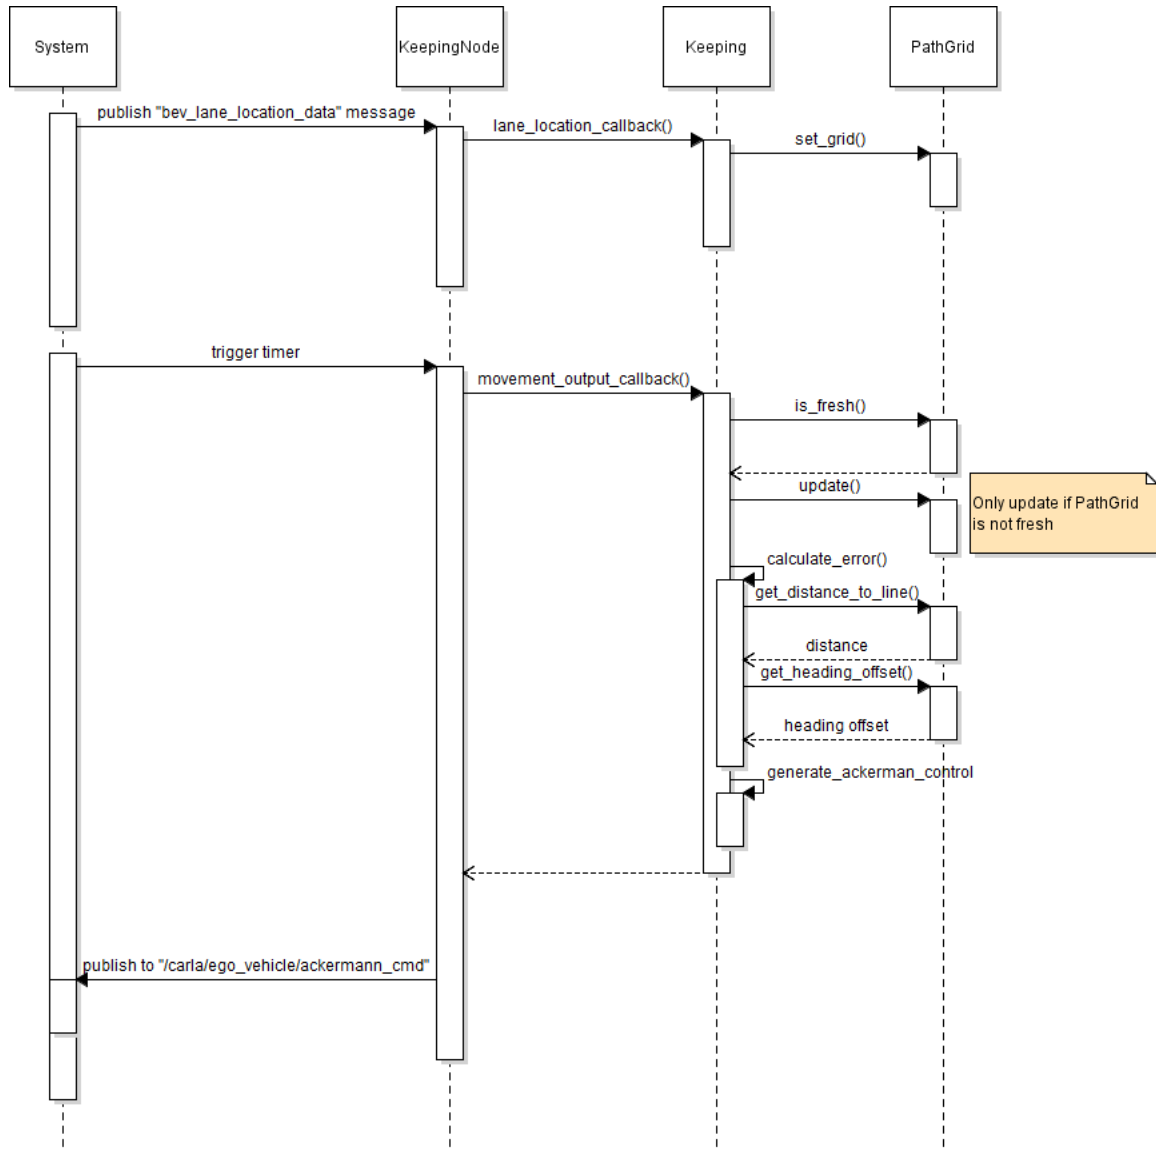 System
KeepingNode
Keeping
PathGrid
publish "bev_lane_location_data" message
lane_location_callback()
set_grid()
trigger timer
movement_output_callback()
is_fresh()
update()
Only update if PathGrid
is not fresh
calculate_error()
get_distance_to_line()
distance
get_heading_offset()
heading offset
generate_ackerman_control
publish to "/carla/ego_vehicle/ackermann_cmd"